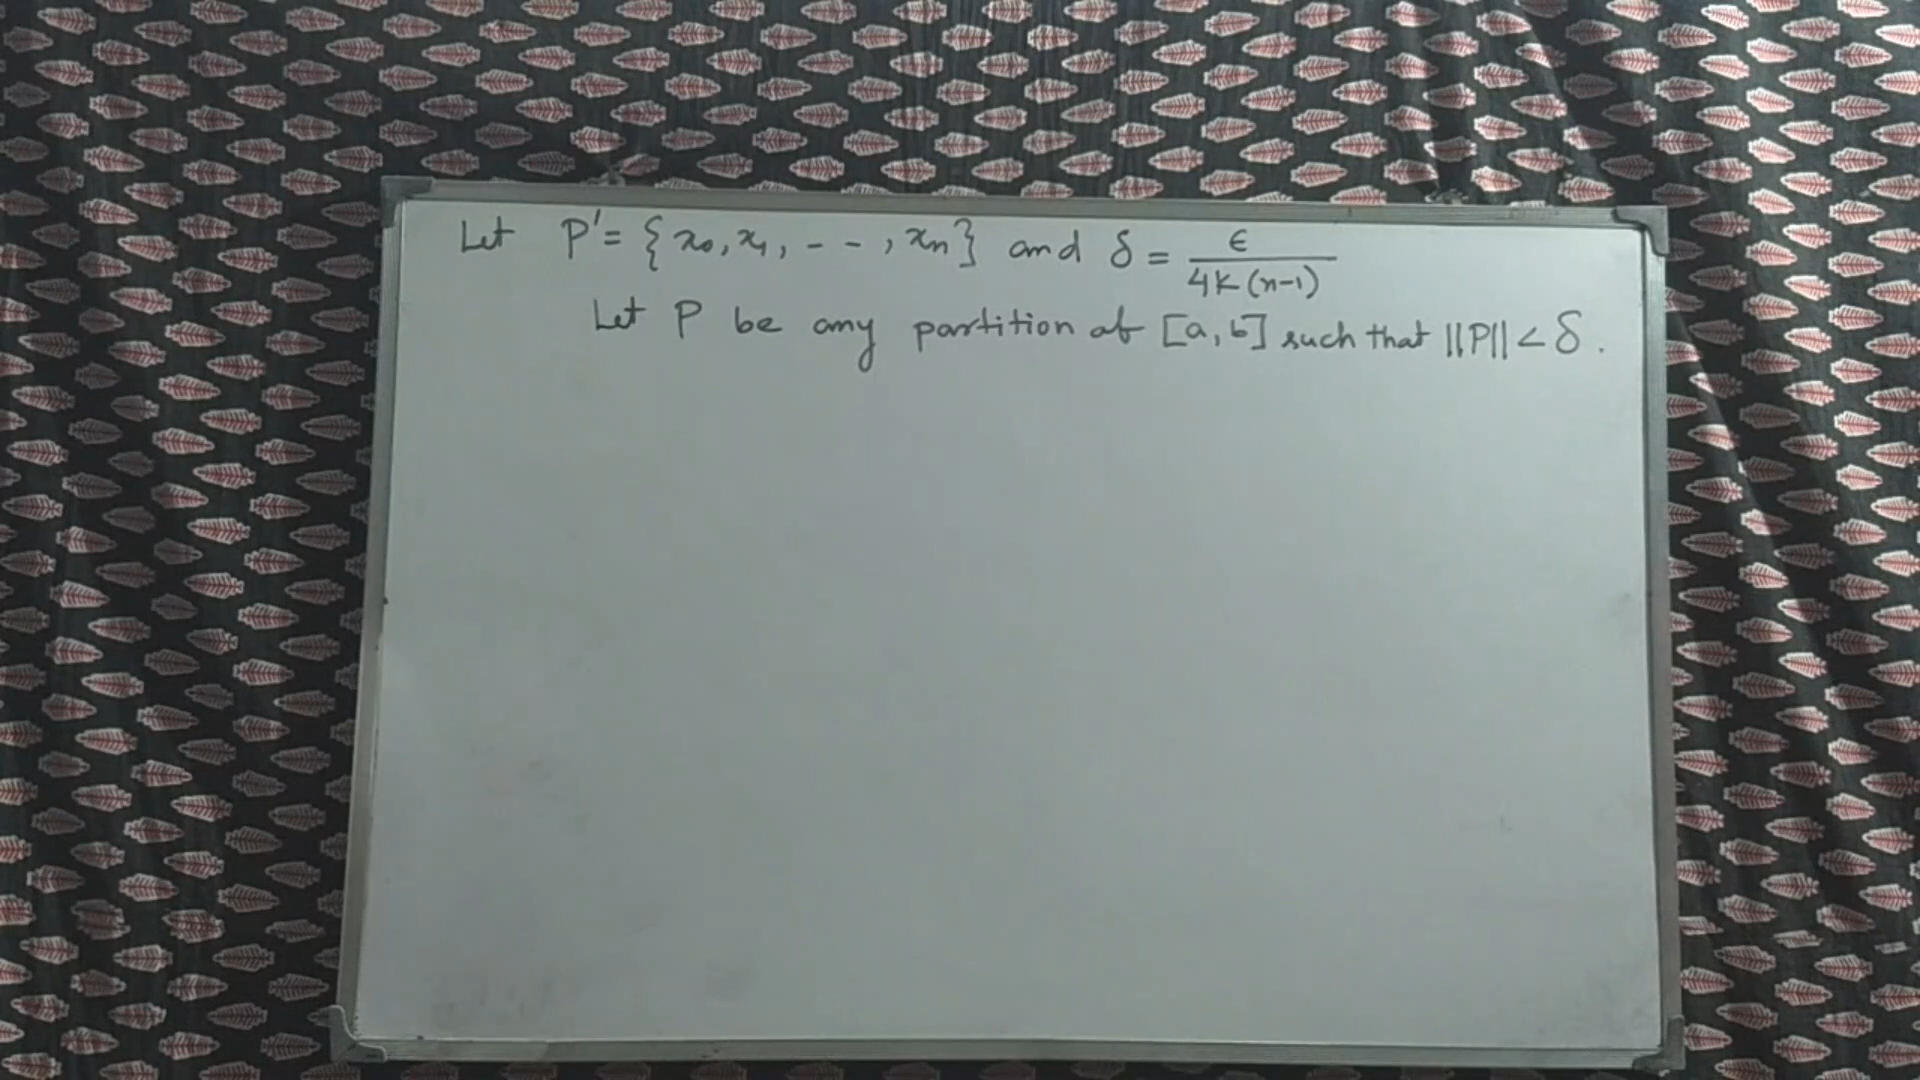 Let P' = {x₀, x₁, - - , xₙ} and δ = ϵ / 4K(n-1)
Let P be any partition of [a, b] such that ||P|| < δ.